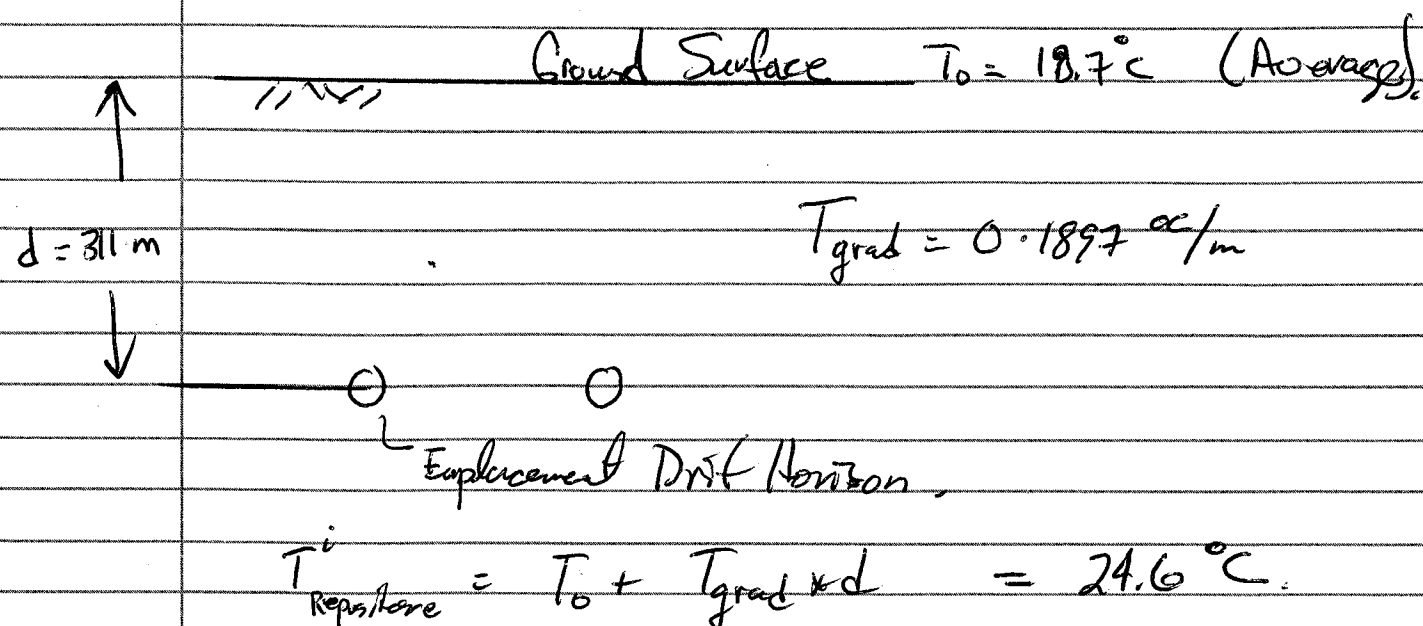 Ground Surface T₀ = 18.7°C (Average).
d = 311 m
T_grad = 0.1897 °C/m
Emplacement Drift Horizon.
T^i_Repository = T₀ + T_grad * d = 24.6 °C.